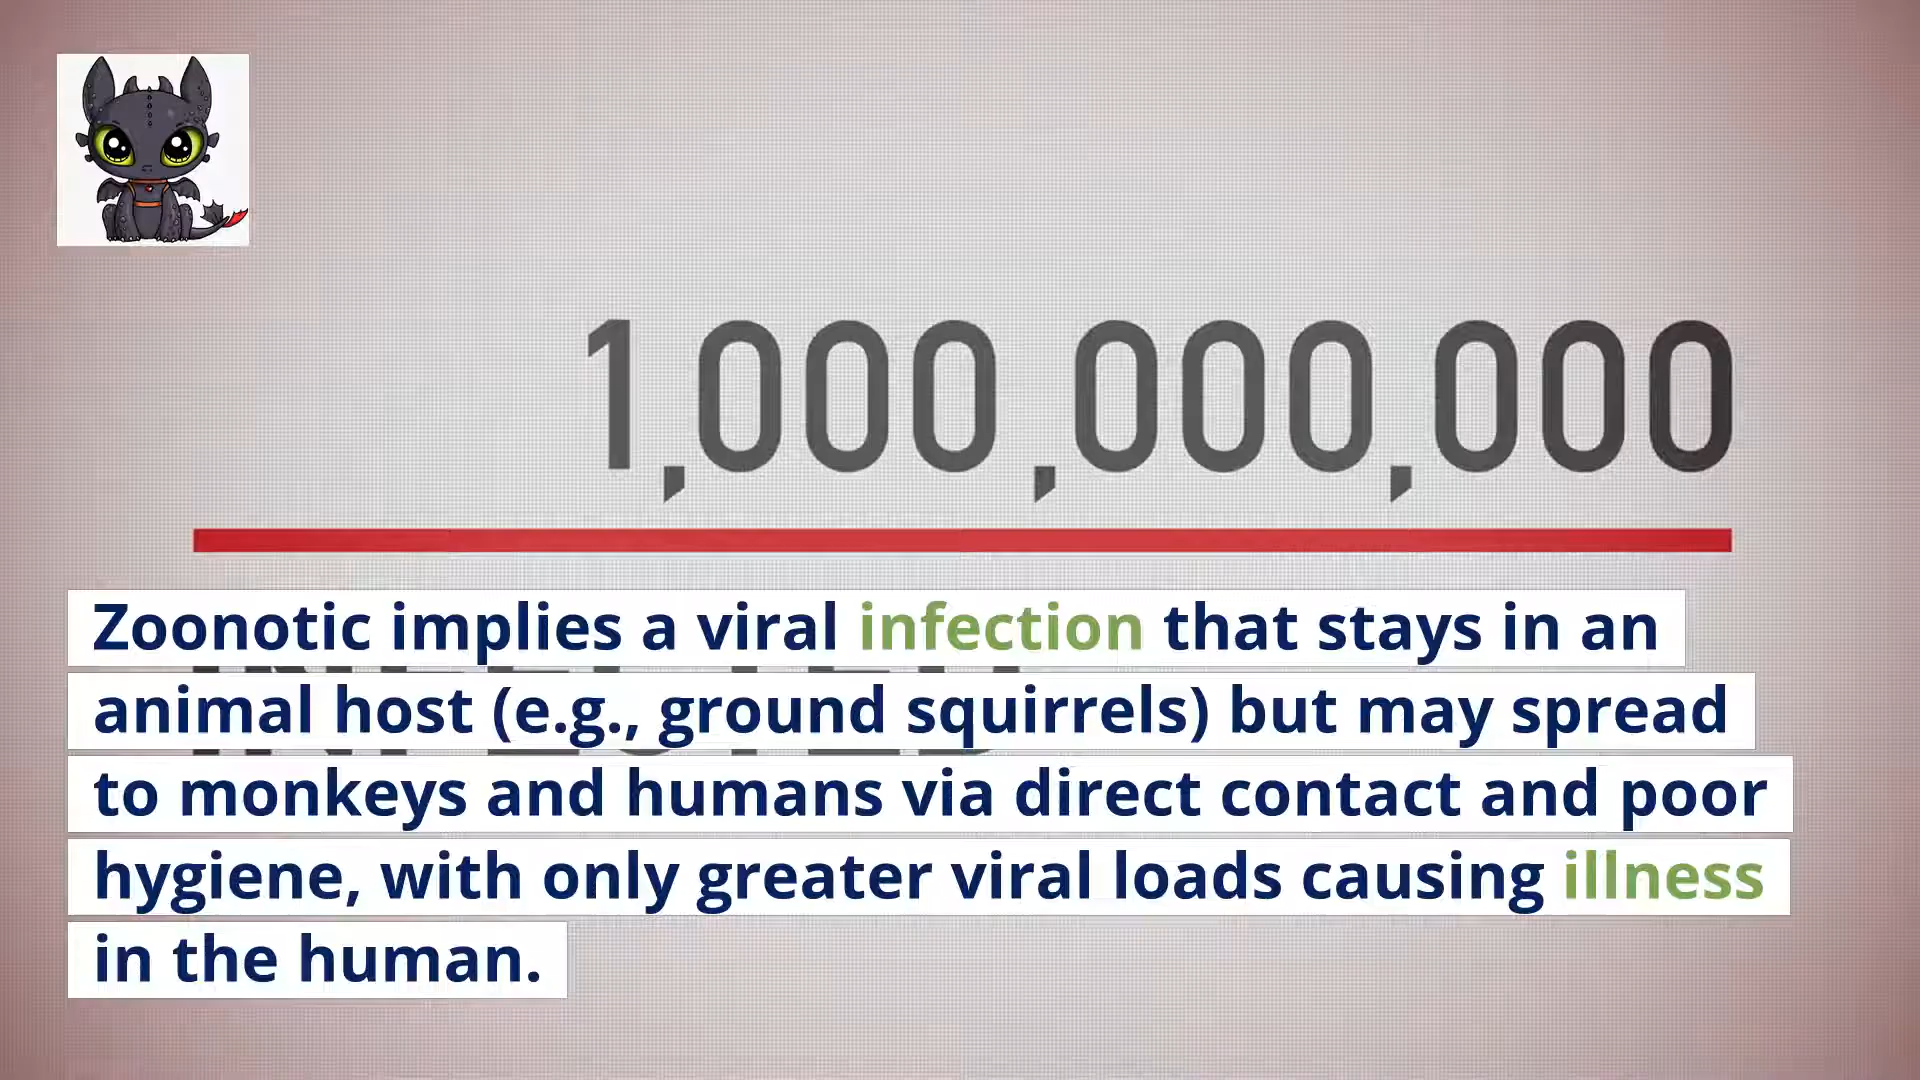 1,000,000,000
Zoonotic implies a viral infection that stays in an
animal host (e.g., ground squirrels) but may spread
to monkeys and humans via direct contact and poor
hygiene, with only greater viral loads causing illness
in the human.